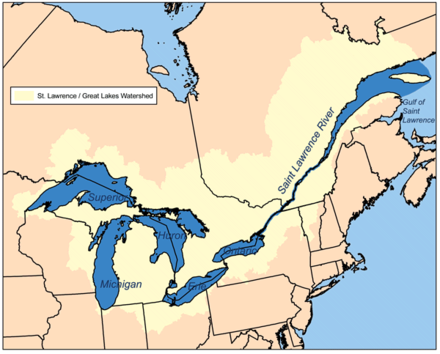 St. Lawrence / Great Lakes Watershed
Gulf of
Saint
Lawrence
Saint Lawrence River
Superior
Huron
Ontario
Michigan
Erie